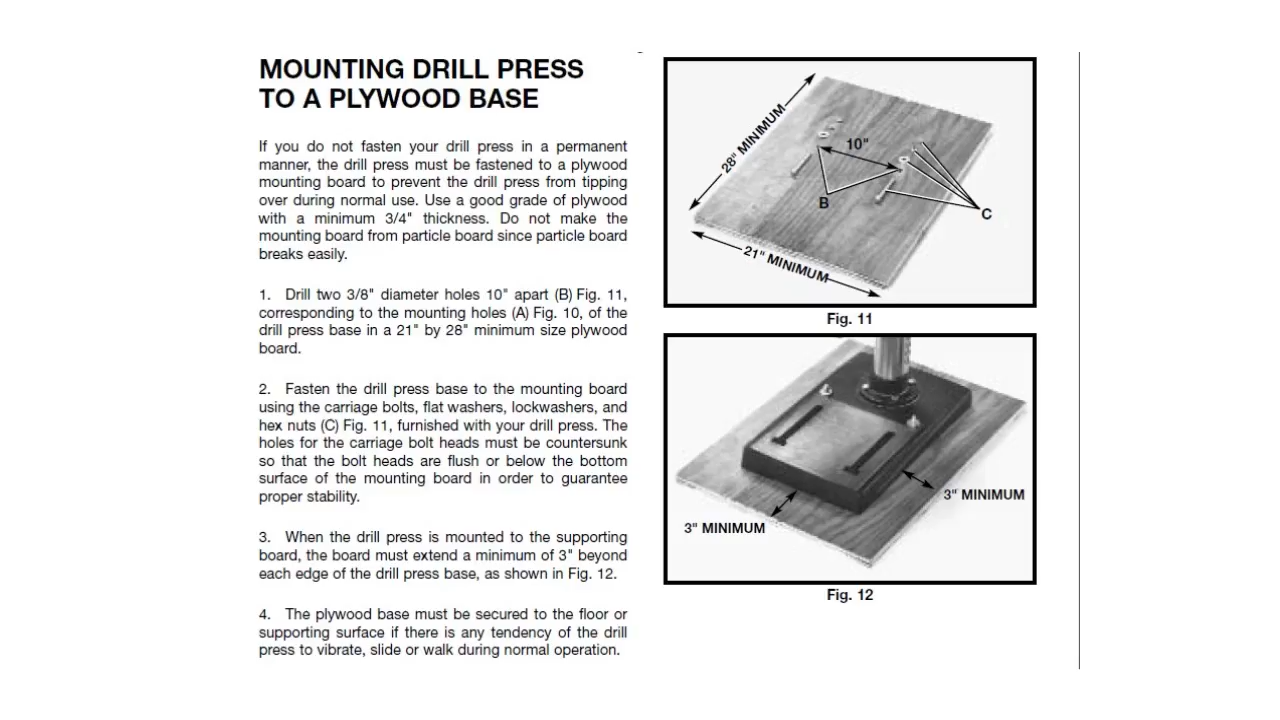 MOUNTING DRILL PRESS
TO A PLYWOOD BASE
If you do not fasten your drill press in a permanent
manner, the drill press must be fastened to a plywood
mounting board to prevent the drill press from tipping
over during normal use. Use a good grade of plywood
with a minimum 3/4" thickness. Do not make the
mounting board from particle board since particle board
breaks easily.
1. Drill two 3/8" diameter holes 10" apart (B) Fig. 11,
corresponding to the mounting holes (A) Fig. 10, of the
drill press base in a 21" by 28" minimum size plywood
board.
2. Fasten the drill press base to the mounting board
using the carriage bolts, flat washers, lockwashers, and
hex nuts (C) Fig. 11, furnished with your drill press. The
holes for the carriage bolt heads must be countersunk
so that the bolt heads are flush or below the bottom
surface of the mounting board in order to guarantee
proper stability.
3. When the drill press is mounted to the supporting
board, the board must extend a minimum of 3" beyond
each edge of the drill press base, as shown in Fig. 12.
4. The plywood base must be secured to the floor or
supporting surface if there is any tendency of the drill
press to vibrate, slide or walk during normal operation.
28" MINIMUM
10"
B
C
21" MINIMUM
Fig. 11
3" MINIMUM
3" MINIMUM
Fig. 12